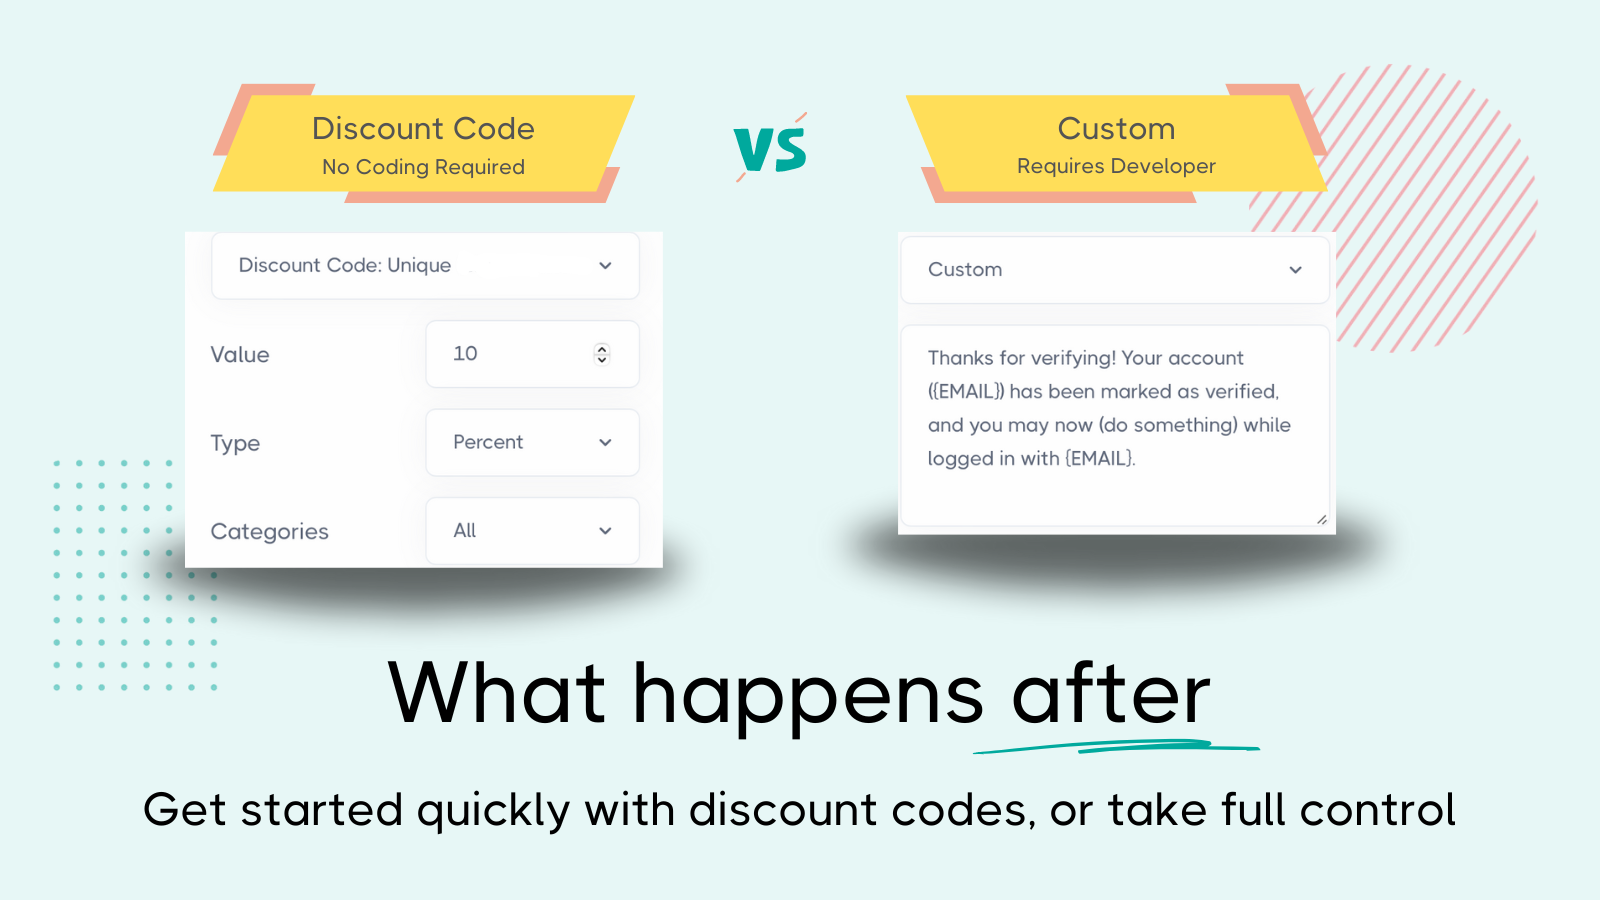 Discount Code
No Coding Required
VS
Custom
Requires Developer
Discount Code: Unique
Value
10
Type
Percent
Categories
All
Custom
Thanks for verifying! Your account
({EMAIL}) has been marked as verified,
and you may now (do something) while
logged in with {EMAIL}.
What happens after
Get started quickly with discount codes, or take full control